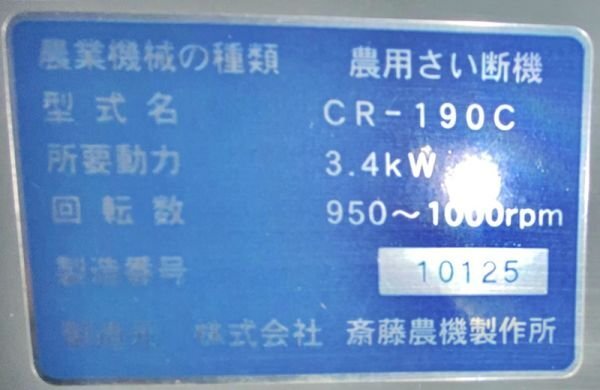 農業機械の種類 農用さい断機
型式名 CR-190C
所要動力 3.4kW
回転数 950~1000rpm
製造番号 10125
製造元 株式会社 斎藤農機製作所